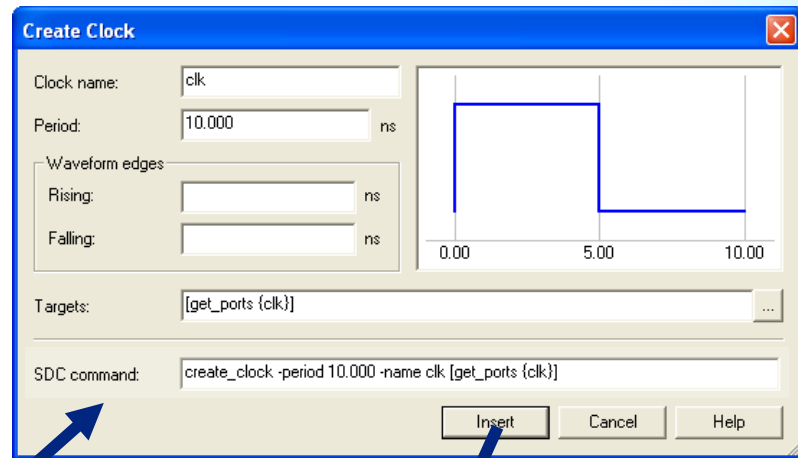 Create Clock
Clock name: clk
Period: 10.000 ns
Waveform edges
Rising: ns
Falling: ns
0.00 5.00 10.00
Targets: [get_ports {clk}] ...
SDC command: create_clock -period 10.000 -name clk [get_ports {clk}]
Insert Cancel Help